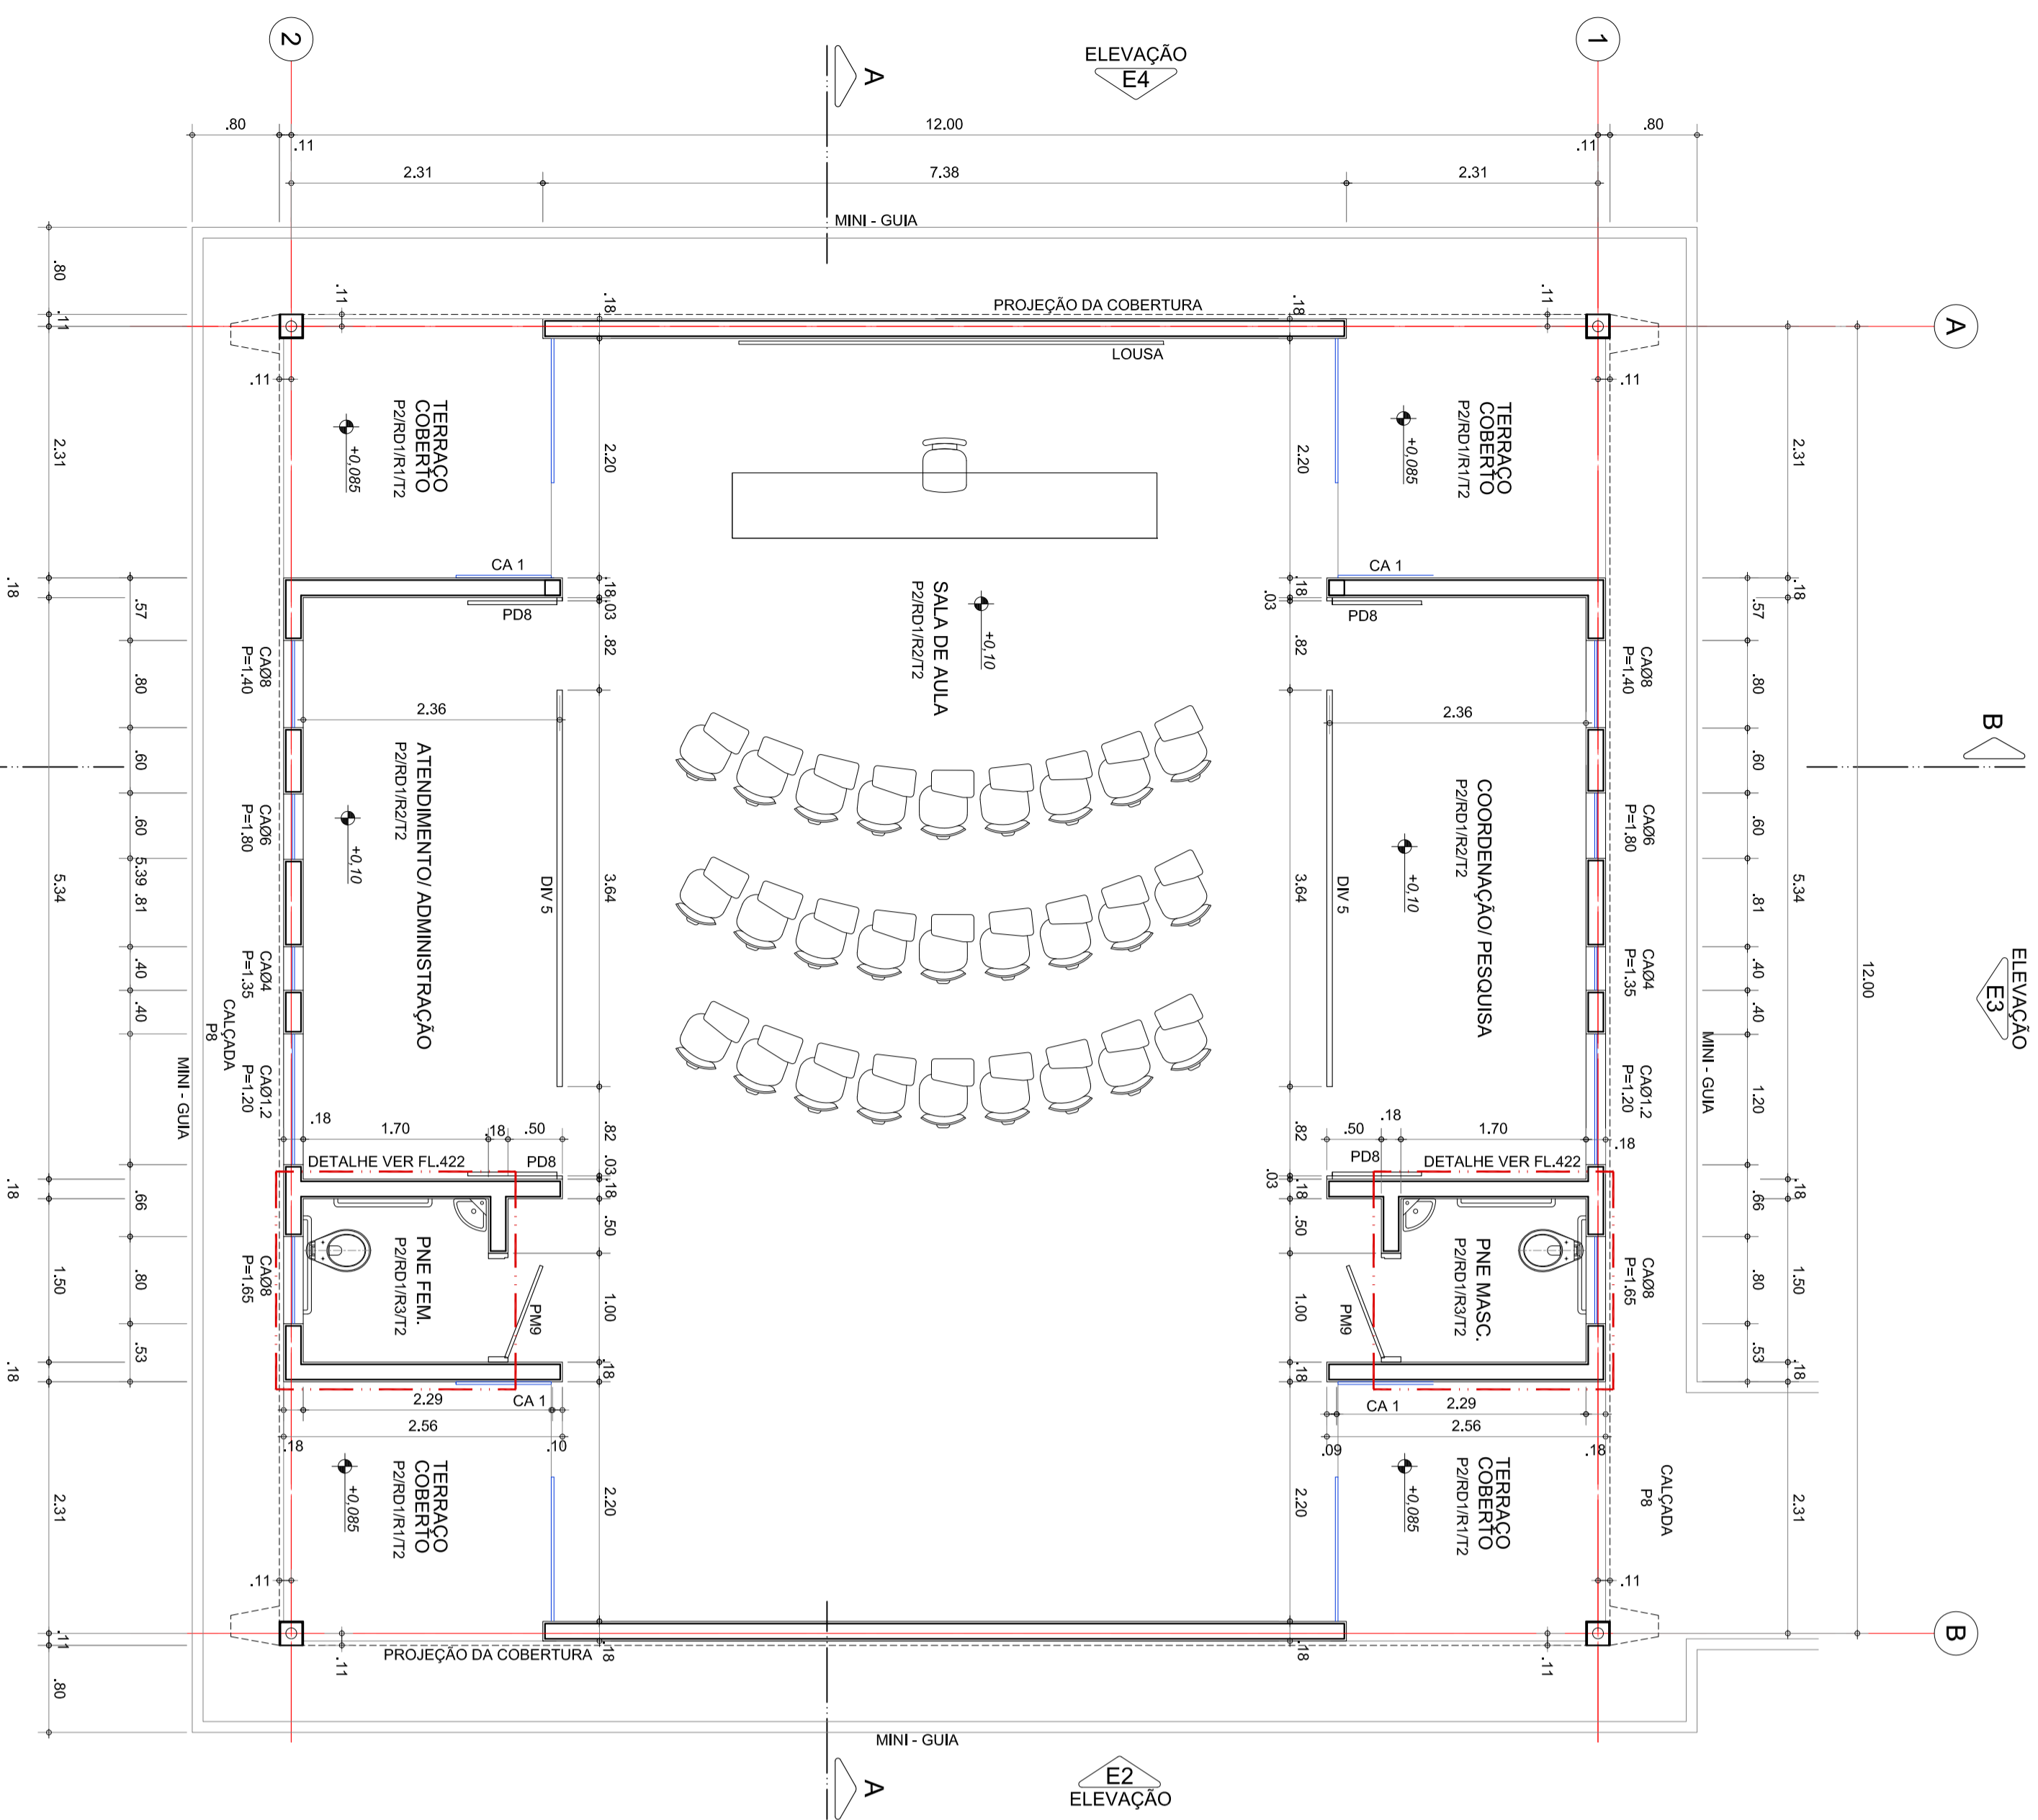 2
ELEVAÇÃO
E4
A
1
.80
12.00
.80
.11
.11
2.31
7.38
2.31
MINI - GUIA
.80
.11
2.31
.18
5.34
.18
1.50
.18
2.31
.11
.80
.57
.80
.60
.60
5.39
.81
.40
.40
1.20
.66
.80
.53
.11
.11
.18
PROJEÇÃO DA COBERTURA
.18
.11
.11
LOUSA
A
TERRAÇO
COBERTO
P2/RD1/R1/T2
+0,085
2.20
2.20
TERRAÇO
COBERTO
P2/RD1/R1/T2
+0,085
2.31
CA 1
CA 1
PD8
PD8
.18
.03
.82
.18
.03
.82
SALA DE AULA
P2/RD1/R2/T2
+0,10
CAØ8
P=1.40
CAØ8
P=1.40
.18
.57
.80
.60
.60
.81
.40
.40
1.20
.66
.80
.53
B
2.36
2.36
ATENDIMENTO/ ADMINISTRAÇÃO
P2/RD1/R2/T2
+0,10
COORDENAÇÃO/ PESQUISA
P2/RD1/R2/T2
+0,10
CAØ6
P=1.80
CAØ6
P=1.80
DIV 5
3.64
3.64
DIV 5
5.34
12.00
ELEVAÇÃO
E3
CAØ4
P=1.35
CAØ4
P=1.35
CALÇADA
P8
MINI - GUIA
MINI - GUIA
CAØ1.2
P=1.20
CAØ1.2
P=1.20
.18
1.70
.18
.50
.82
.82
.50
.18
1.70
.18
DETALHE VER FL.422
PD8
PD8
DETALHE VER FL.422
.03
.18
.50
.03
.18
.50
.18
PNE FEM.
P2/RD1/R3/T2
PNE MASC.
P2/RD1/R3/T2
CAØ8
P=1.65
CAØ8
P=1.65
1.50
PM9
1.00
1.00
PM9
.18
.18
.18
2.29
CA 1
CA 1
2.29
2.56
2.56
.18
.10
.09
.18
TERRAÇO
COBERTO
P2/RD1/R1/T2
+0,085
2.20
2.20
TERRAÇO
COBERTO
P2/RD1/R1/T2
+0,085
CALÇADA
P8
2.31
.11
.11
B
PROJEÇÃO DA COBERTURA
.18
.18
.11
.11
MINI - GUIA
A
E2
ELEVAÇÃO